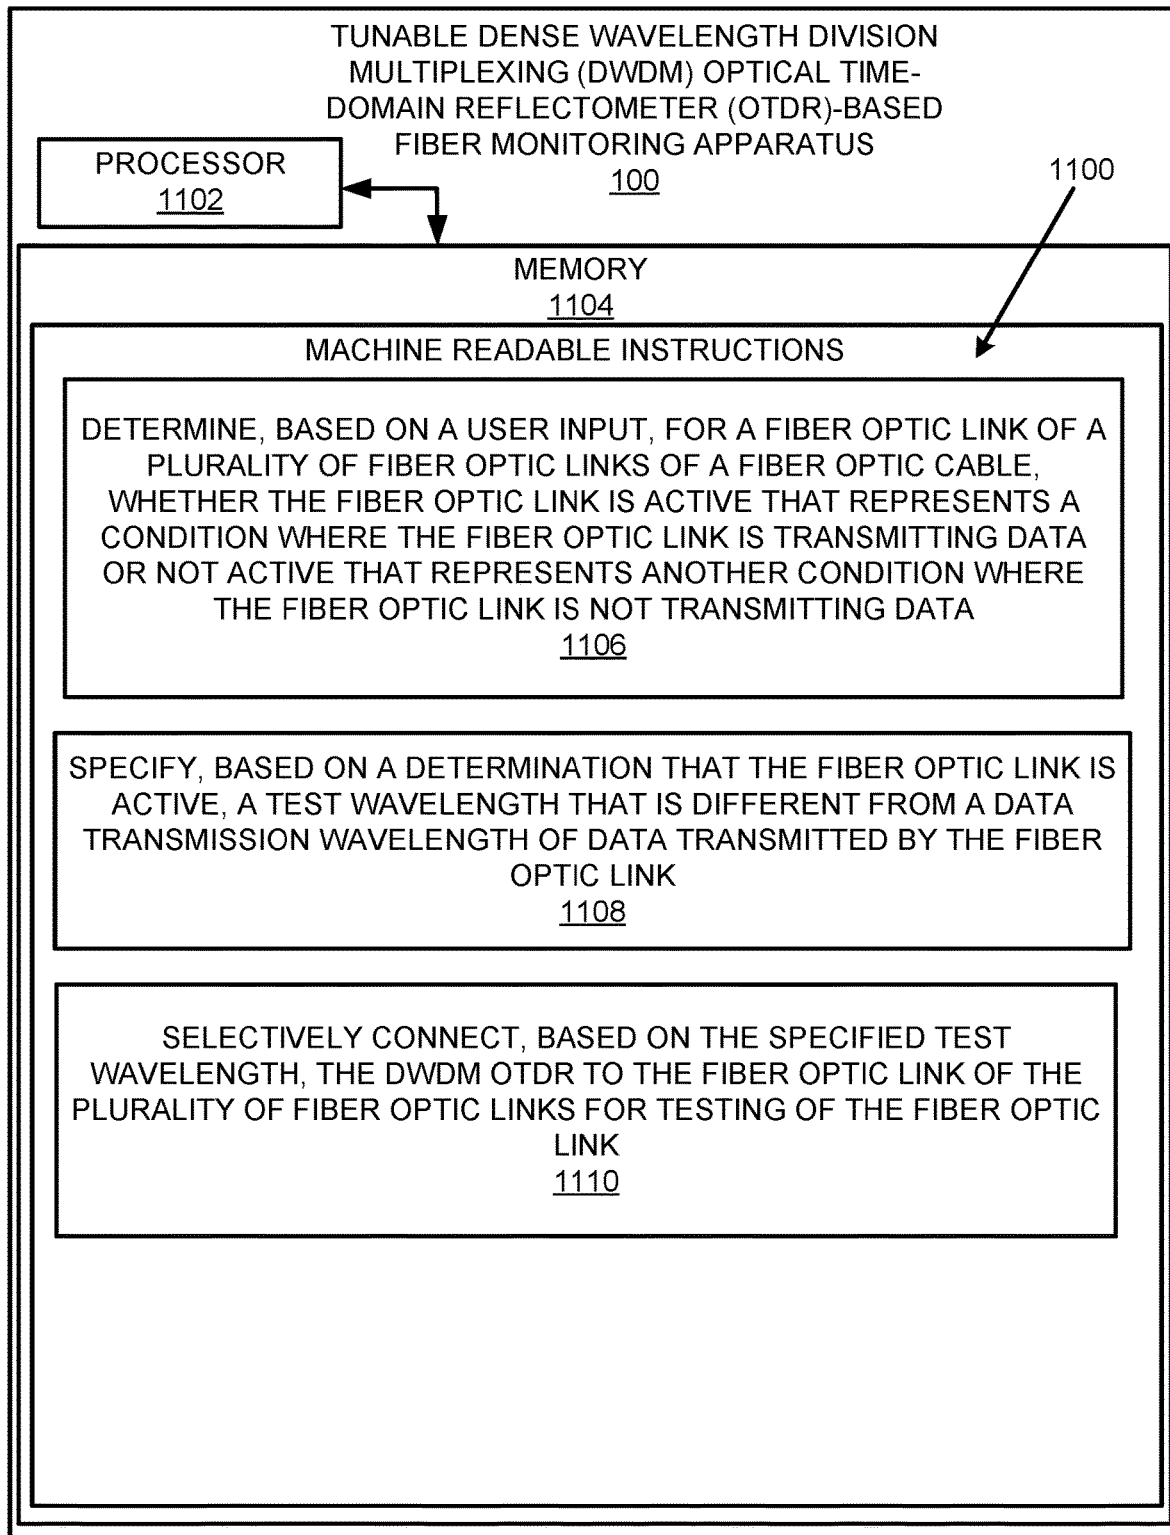 TUNABLE DENSE WAVELENGTH DIVISION
MULTIPLEXING (DWDM) OPTICAL TIME-
DOMAIN REFLECTOMETER (OTDR)-BASED
FIBER MONITORING APPARATUS
100
PROCESSOR
1102
1100
MEMORY
1104
MACHINE READABLE INSTRUCTIONS
DETERMINE, BASED ON A USER INPUT, FOR A FIBER OPTIC LINK OF A
PLURALITY OF FIBER OPTIC LINKS OF A FIBER OPTIC CABLE,
WHETHER THE FIBER OPTIC LINK IS ACTIVE THAT REPRESENTS A
CONDITION WHERE THE FIBER OPTIC LINK IS TRANSMITTING DATA
OR NOT ACTIVE THAT REPRESENTS ANOTHER CONDITION WHERE
THE FIBER OPTIC LINK IS NOT TRANSMITTING DATA
1106
SPECIFY, BASED ON A DETERMINATION THAT THE FIBER OPTIC LINK IS
ACTIVE, A TEST WAVELENGTH THAT IS DIFFERENT FROM A DATA
TRANSMISSION WAVELENGTH OF DATA TRANSMITTED BY THE FIBER
OPTIC LINK
1108
SELECTIVELY CONNECT, BASED ON THE SPECIFIED TEST
WAVELENGTH, THE DWDM OTDR TO THE FIBER OPTIC LINK OF THE
PLURALITY OF FIBER OPTIC LINKS FOR TESTING OF THE FIBER OPTIC
LINK
1110